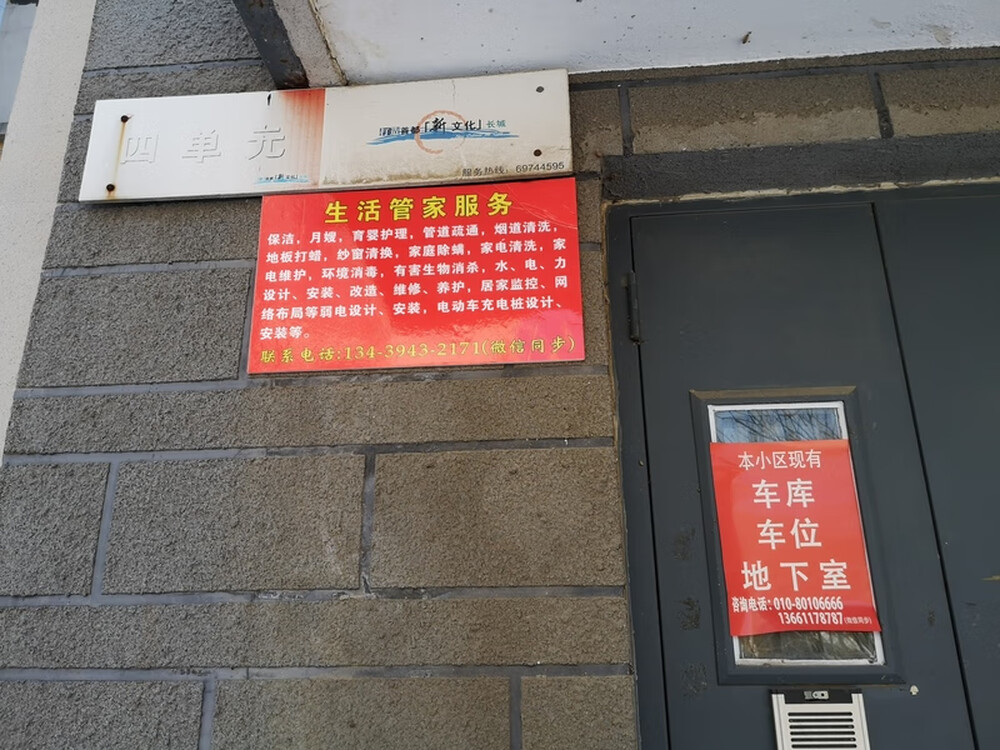 四单元
「新文化」长城
服务热线：69744595
生活管家服务
保洁，月嫂，育婴护理，管道疏通，烟道清洗，
地板打蜡，纱窗清换，家庭除螨，家电清洗，家
电维护，环境消毒，有害生物消杀，水、电、力
设计、安装、改造、维修、养护，居家监控、网
络布局等弱电设计、安装，电动车充电桩设计、
安装等。
联系电话:134-3943-2171(微信同步)
本小区现有
车库
车位
地下室
咨询电话：010-80106666
13661178787(微信同步)